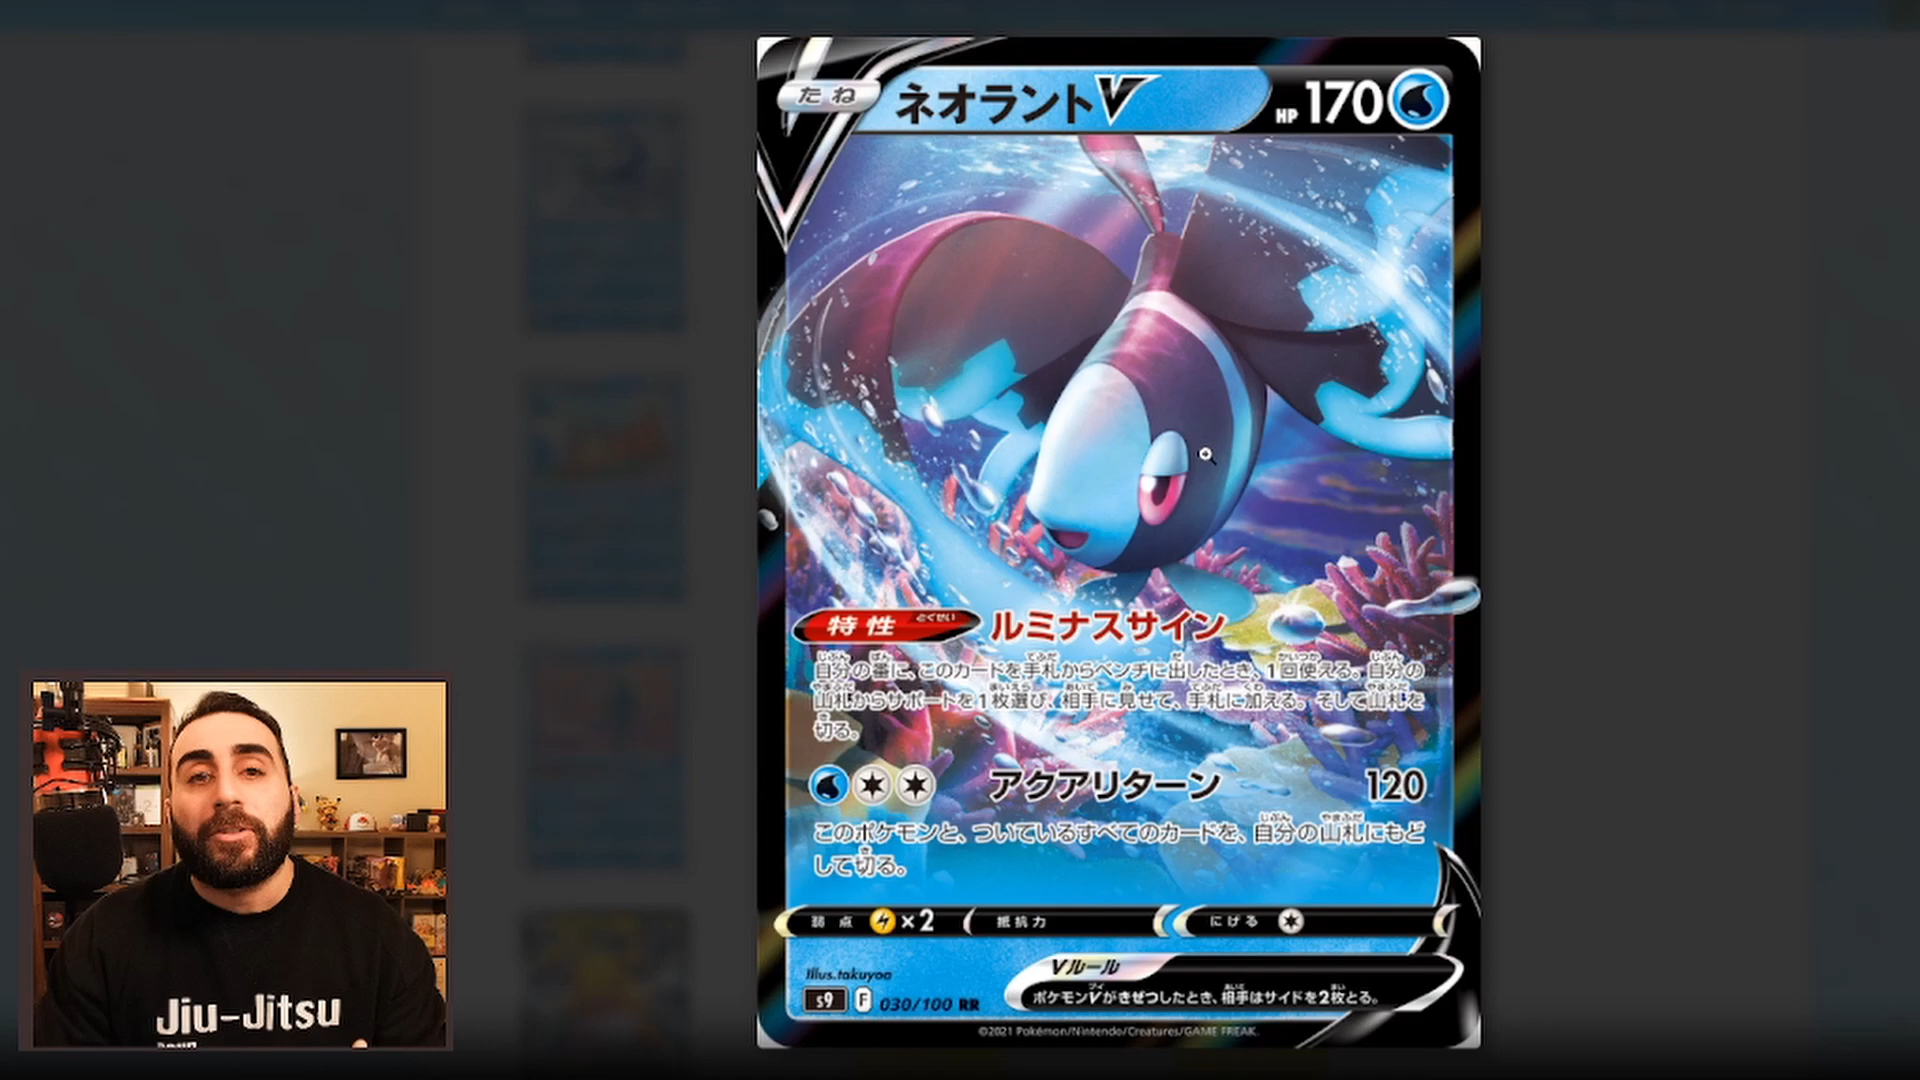 たね
ネオラントV
HP 170
特性 とくせい
ルミナスサイン
自分の番に、このカードを手札からベンチに出したとき、1回使える。自分の
山札からサポートを1枚選び、相手に見せて、手札に加える。そして山札を
切る。
アクアリターン 120
このポケモンと、ついているすべてのカードを、自分の山札にもど
して切る。
弱点 ×2 抵抗力 にげる
Illus.takuyoa
Vルール
ポケモンVがきぜつしたとき、相手はサイドを2枚とる。
s9 F 030/100 RR
©2021 Pokémon/Nintendo/Creatures/GAME FREAK.
Jiu-Jitsu